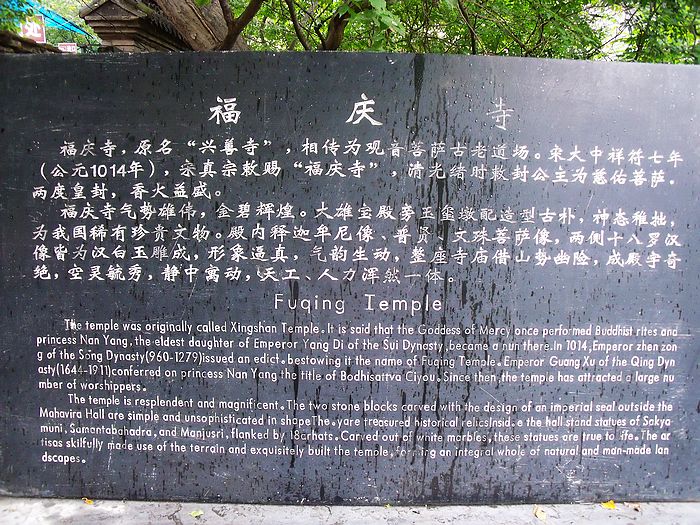 福 庆 寺
福庆寺，原名“兴善寺”，相传为观音菩萨古老道场。宋大中祥符七年
（公元1014年），宋真宗敕赐“福庆寺”，清光绪时敕封公主为慈佑菩萨。
两度皇封，香火益盛。
福庆寺气势雄伟，金碧辉煌。大雄宝殿旁玉玺墩配造型古朴，神态稚拙，
为我国稀有珍贵文物。殿内释迦牟尼像、普贤、文殊菩萨像，两侧十八罗汉
像皆为汉白玉雕成，形象逼真，气韵生动，整座寺庙借山势幽险，成殿宇奇
绝，空灵毓秀，静中寓动，天工、人力浑然一体。
Fuqing Temple
The temple was originally called Xingshan Temple. It is said that the Goddess of Mercy once performed Buddhist rites and
princess Nan Yang, the eldest daughter of Emperor Yang Di of the Sui Dynasty, became a nun there. In 1014, Emperor zhen zon
g of the Song Dynasty(960-1279)issued an edict. bestowing it the name of Fuqing Temple. Emperor Guang Xu of the Qing Dyn
asty(1644-1911)conferred on princess Nan Yang the title of Bodhisattva Ciyou. Since then, the temple has attracted a large nu
mber of worshippers.
The temple is resplendent and magnificent. The two stone blocks carved with the design of an imperial seal outside the
Mahavira Hall are simple and unsophisticated in shapeThe. yare treasured historical relicsInsid. e the hall stand statues of Sakya
muni, Samantabahadra, and Manjusri, flanked by 18arhats. Carved out of white marbles, these statues are true to life. The ar
tisas skilfully made use of the terrain and exquisitely built the temple, forming an integral whole of natural and man-made lan
dscapes.